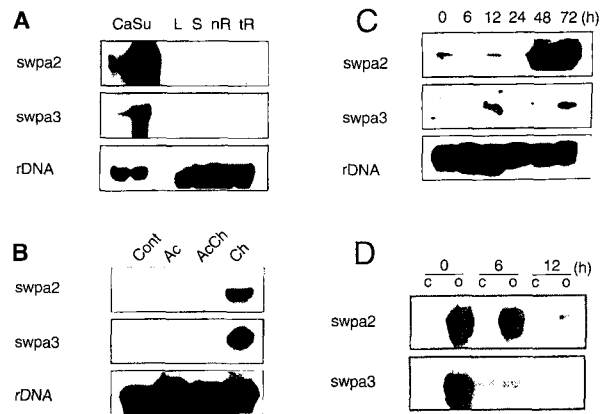 A
CaSu L S nR tR
swpa2
swpa3
rDNA
B
Cont Ac AcCh Ch
swpa2
swpa3
rDNA
C
0 6 12 24 48 72 (h)
swpa2
swpa3
rDNA
D
0 6 12 (h)
c o c o c o
swpa2
swpa3